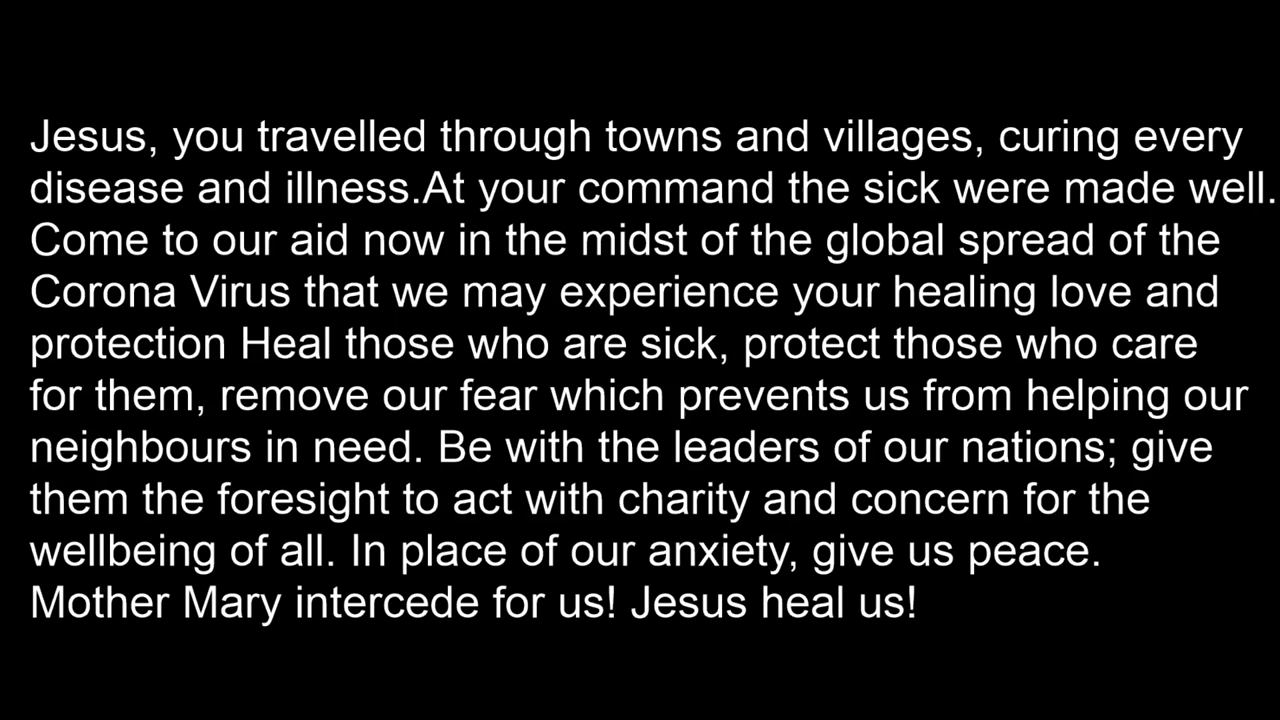 Jesus, you travelled through towns and villages, curing every
disease and illness.At your command the sick were made well.
Come to our aid now in the midst of the global spread of the
Corona Virus that we may experience your healing love and
protection Heal those who are sick, protect those who care
for them, remove our fear which prevents us from helping our
neighbours in need. Be with the leaders of our nations; give
them the foresight to act with charity and concern for the
wellbeing of all. In place of our anxiety, give us peace.
Mother Mary intercede for us! Jesus heal us!